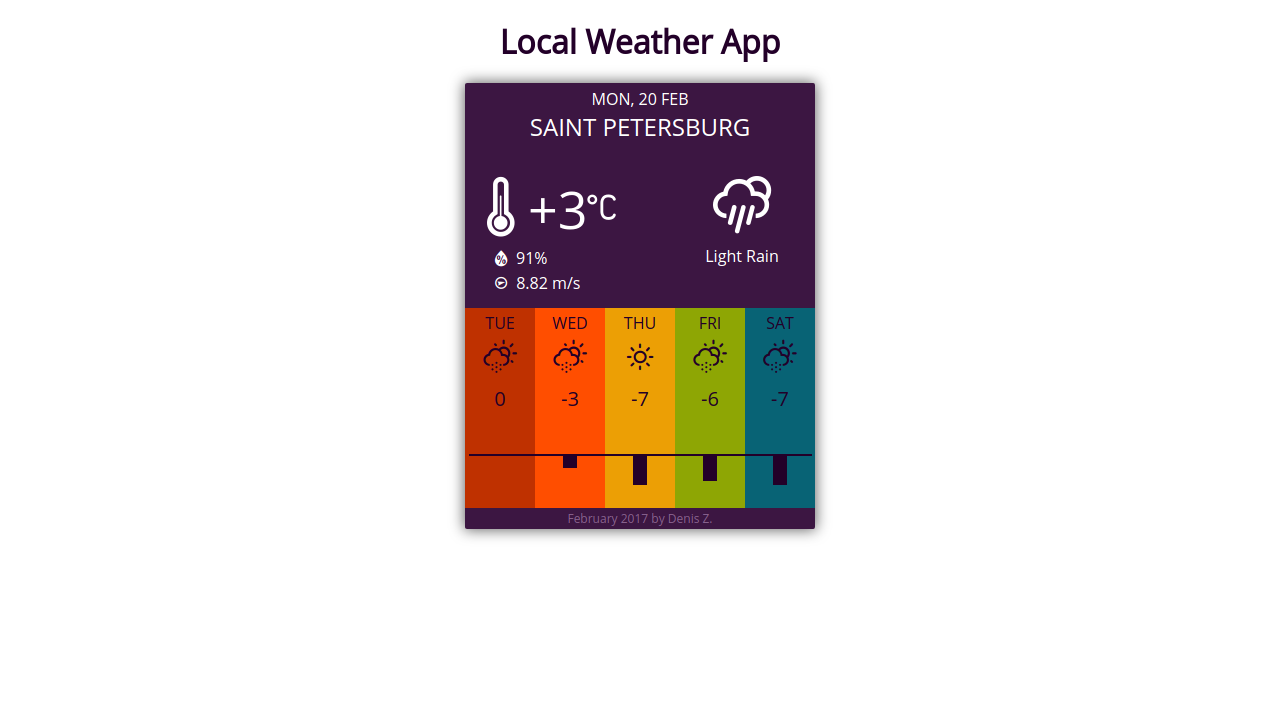 Local Weather App
MON, 20 FEB
SAINT PETERSBURG
+3°C
Light Rain
% 91%
8.82 m/s
TUE WED THU FRI SAT
0 -3 -7 -6 -7
February 2017 by Denis Z.